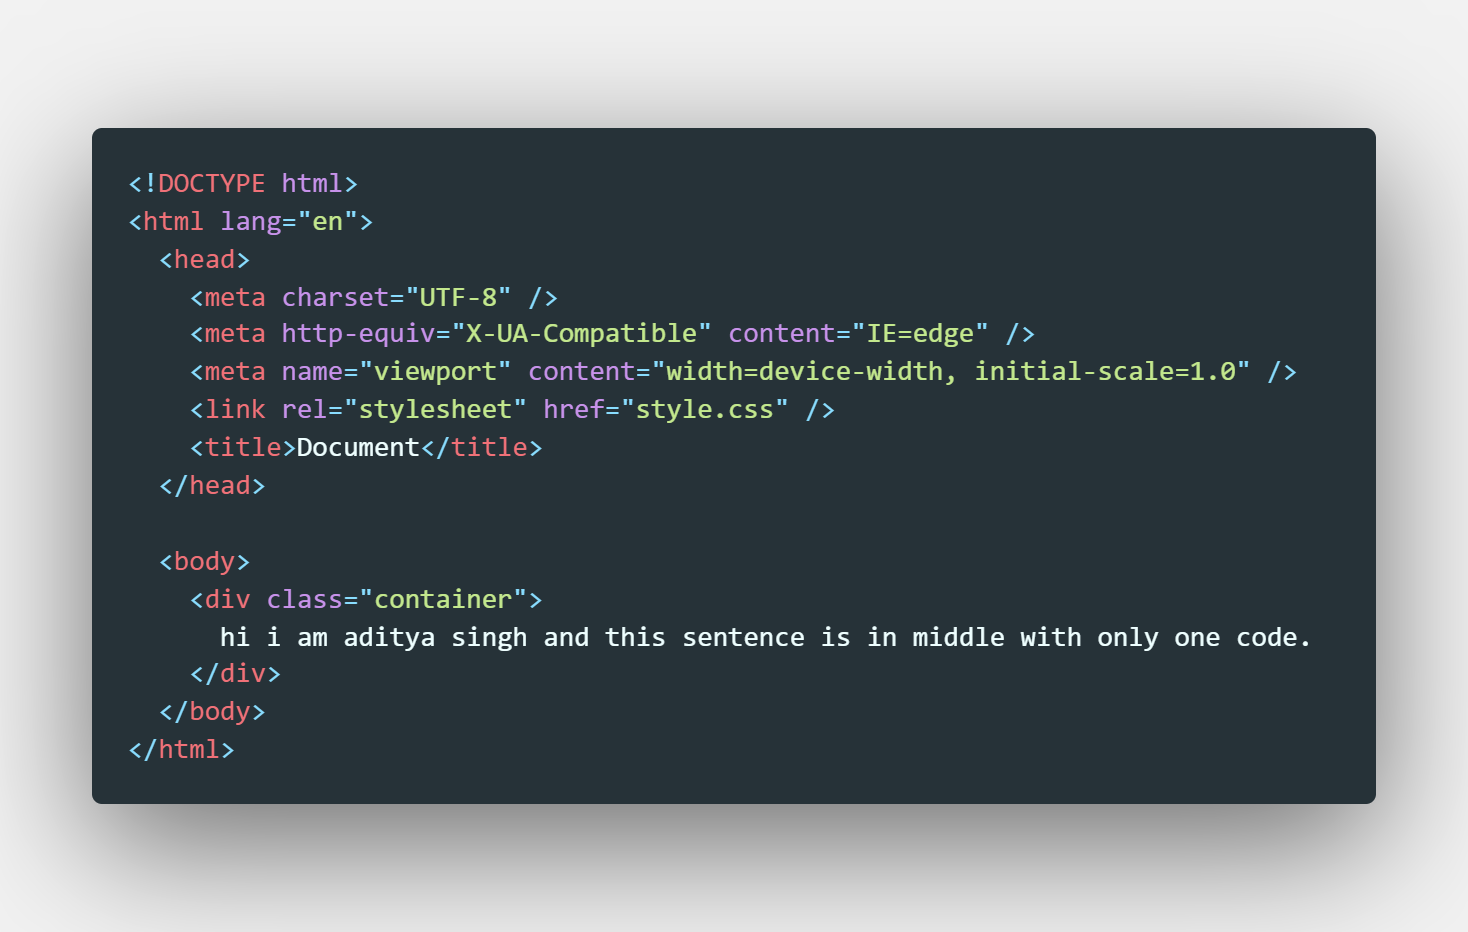 <!DOCTYPE html>
<html lang="en">
  <head>
    <meta charset="UTF-8" />
    <meta http-equiv="X-UA-Compatible" content="IE=edge" />
    <meta name="viewport" content="width=device-width, initial-scale=1.0" />
    <link rel="stylesheet" href="style.css" />
    <title>Document</title>
  </head>

  <body>
    <div class="container">
      hi i am aditya singh and this sentence is in middle with only one code.
    </div>
  </body>
</html>